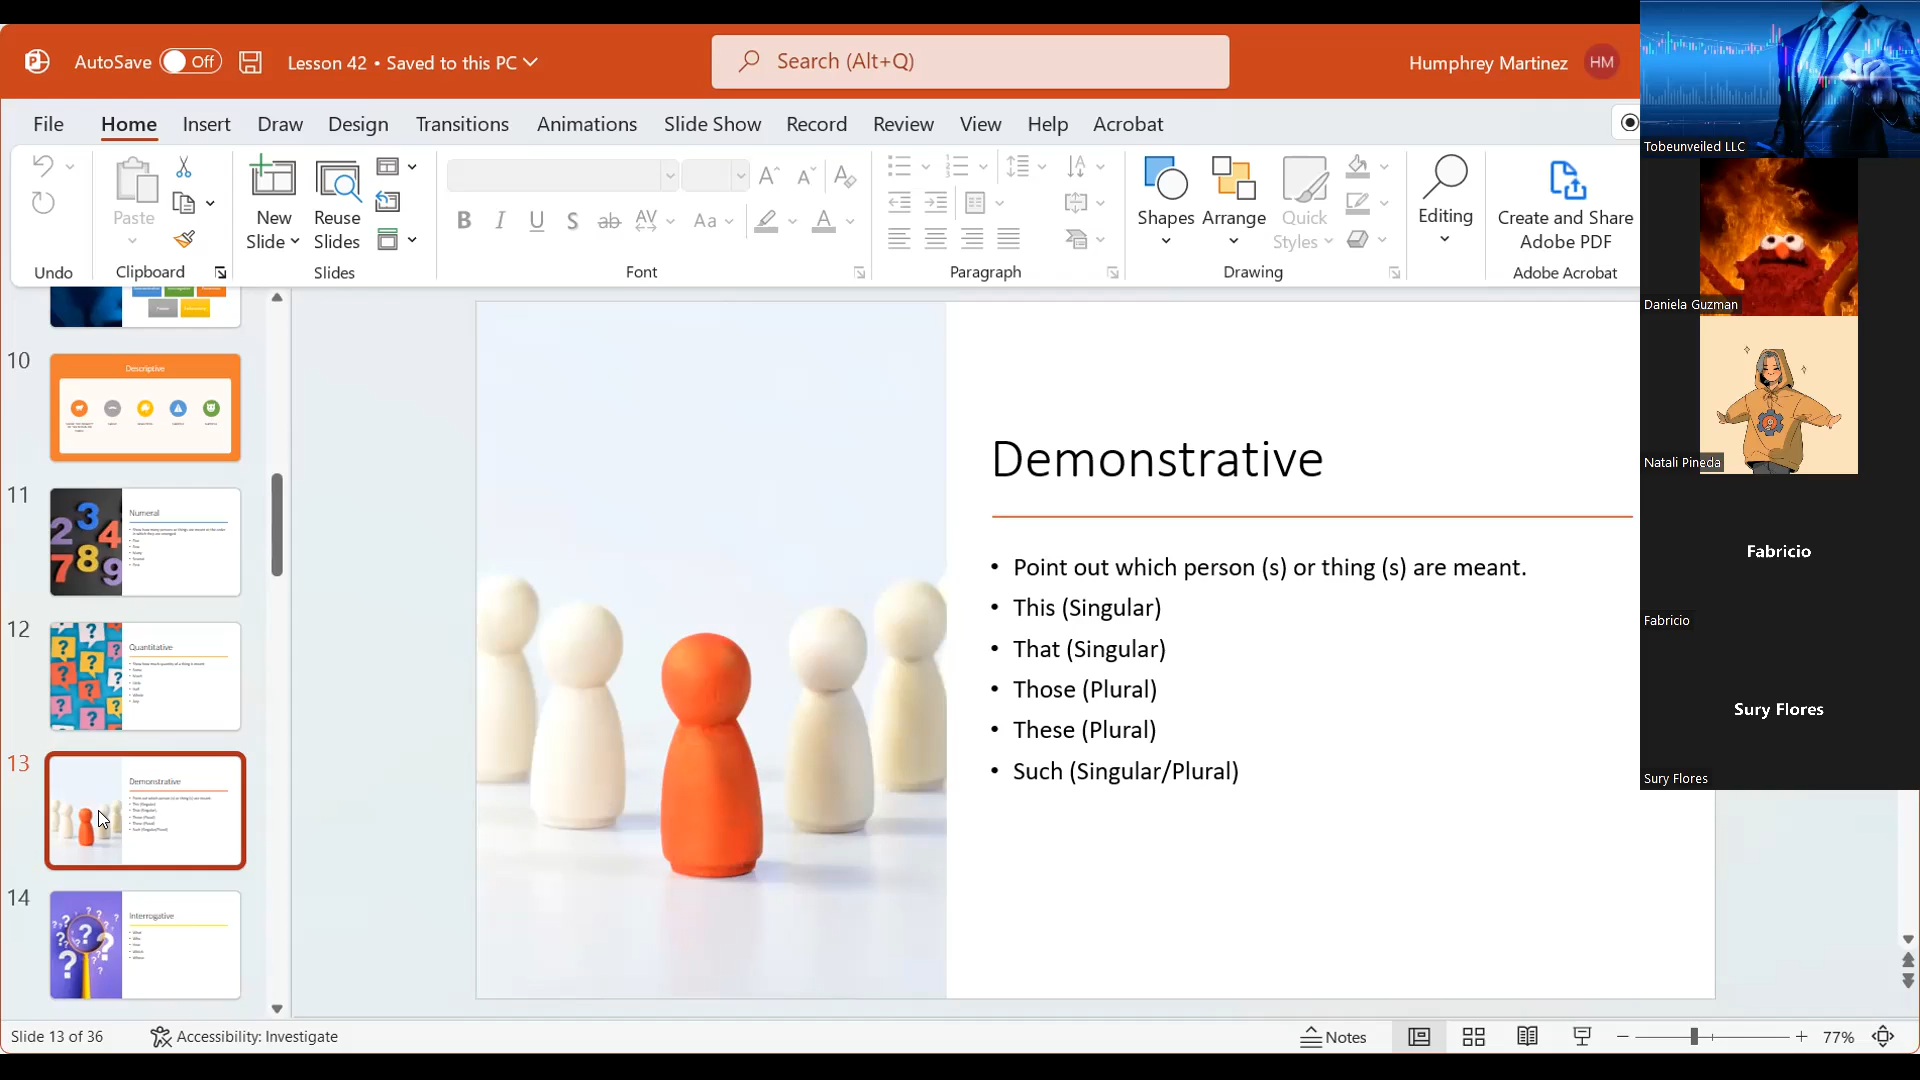 AutoSave Off Lesson 42 • Saved to this PC Search (Alt+Q) Humphrey Martinez HM
File Home Insert Draw Design Transitions Animations Slide Show Record Review View Help Acrobat
Paste
New Slide
Reuse Slides
Shapes
Arrange
Quick Styles
Editing
Create and Share Adobe PDF
Undo Clipboard Slides Font Paragraph Drawing Adobe Acrobat
10
Descriptive
11
Numeral
12
Quantitative
13
Demonstrative
14
Interrogative
Demonstrative
• Point out which person (s) or thing (s) are meant.
• This (Singular)
• That (Singular)
• Those (Plural)
• These (Plural)
• Such (Singular/Plural)
Tobeunveiled LLC
Daniela Guzman
Natali Pineda
Fabricio
Fabricio
Sury Flores
Sury Flores
Slide 13 of 36 Accessibility: Investigate Notes 77%